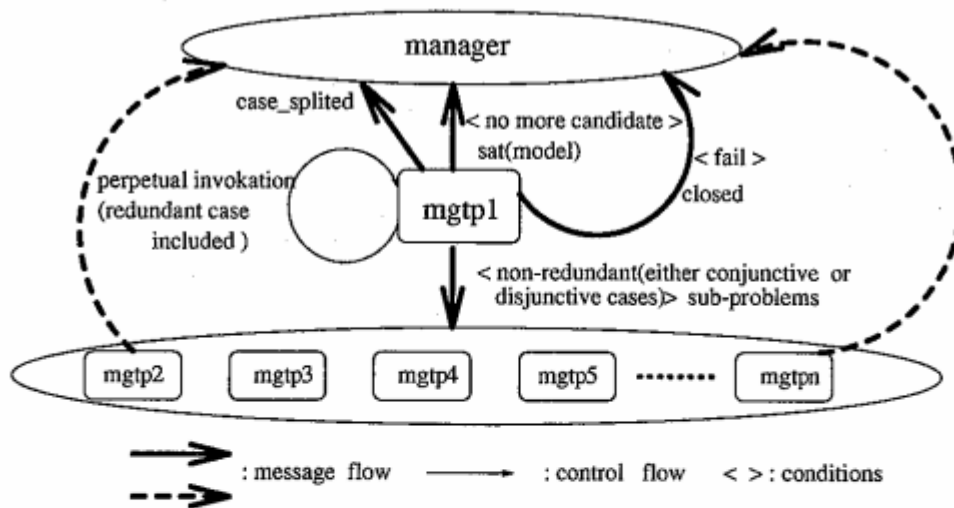 manager
case_splited
< no more candidate >
sat(model)
< fail >
closed
perpetual invokation
(redundant case
included )
mgtp1
< non-redundant(either conjunctive or
disjunctive cases)> sub-problems
mgtp2 mgtp3 mgtp4 mgtp5 mgtpn
: message flow : control flow < > : conditions